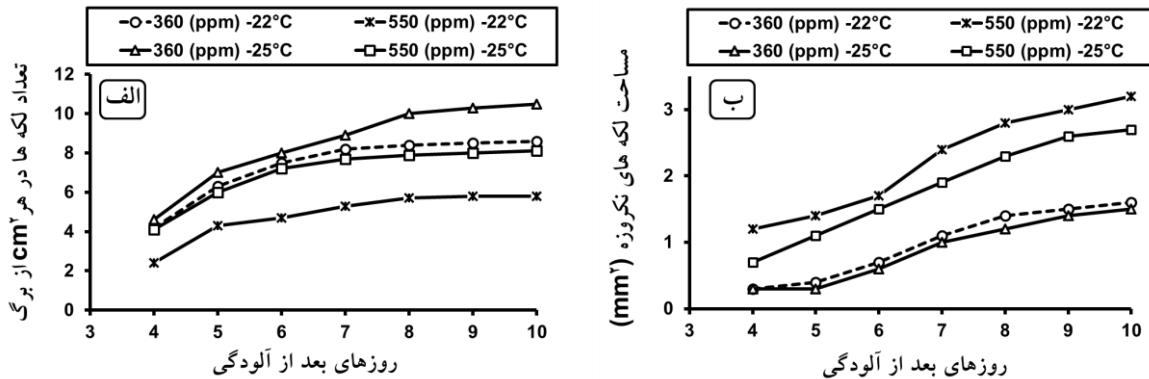 360 (ppm) -22°C 550 (ppm) -22°C
360 (ppm) -25°C 550 (ppm) -25°C
الف
تعداد لکه ها در هر cm² از برگ
12
10
8
6
4
2
0
3 4 5 6 7 8 9 10
روزهای بعد از آلودگی
360 (ppm) -22°C 550 (ppm) -22°C
360 (ppm) -25°C 550 (ppm) -25°C
ب
مساحت لکه های نکروزه (mm²)
3
2
1
0
3 4 5 6 7 8 9 10
روزهای بعد از آلودگی